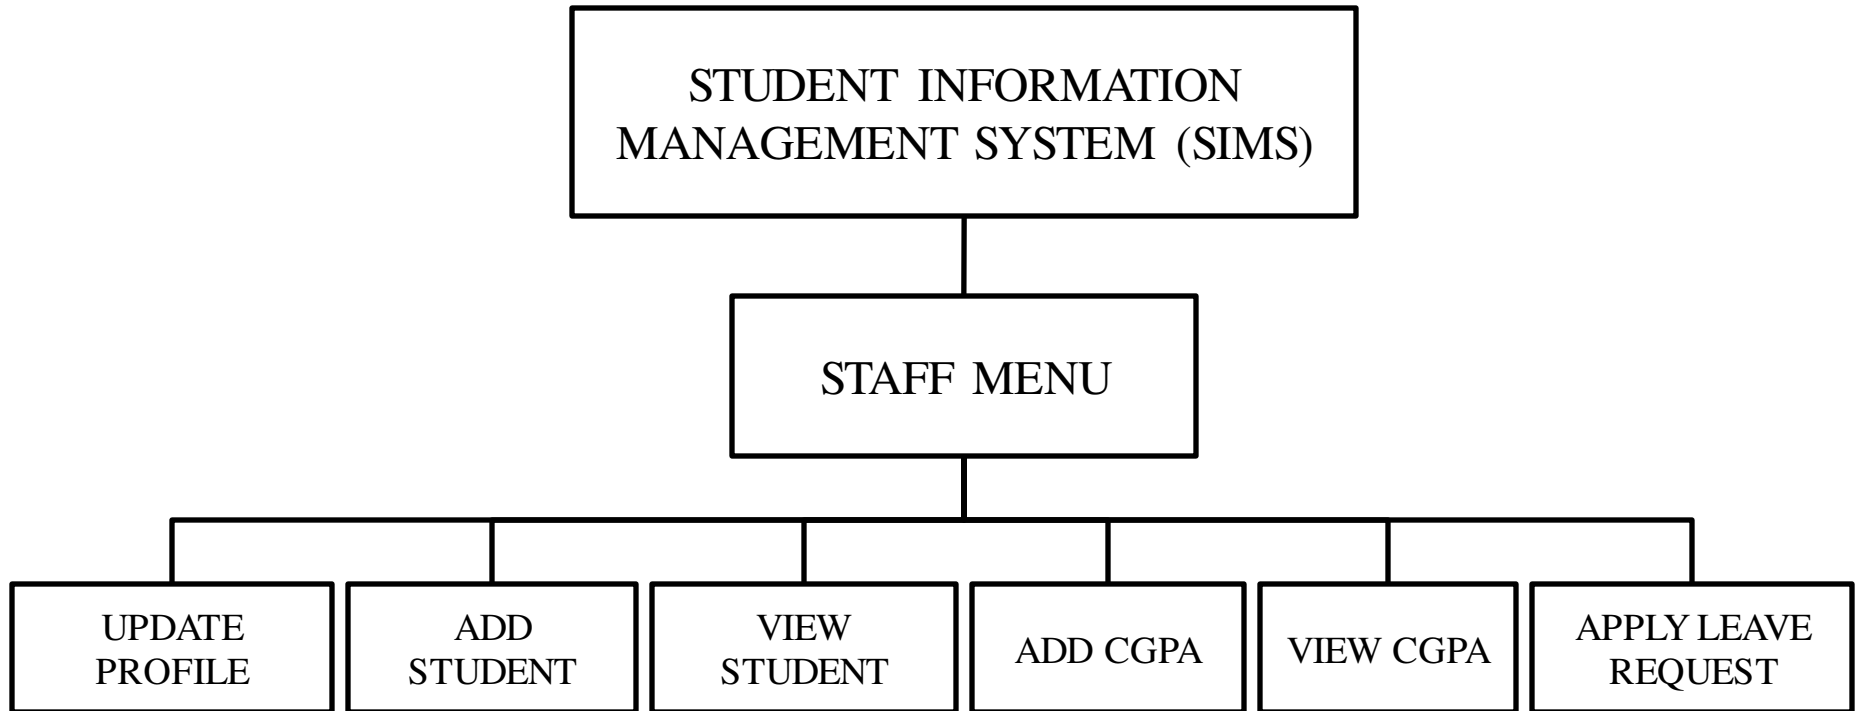 STUDENT INFORMATION
MANAGEMENT SYSTEM (SIMS)
STAFF MENU
UPDATE
PROFILE
ADD
STUDENT
VIEW
STUDENT
ADD CGPA
VIEW CGPA
APPLY LEAVE
REQUEST